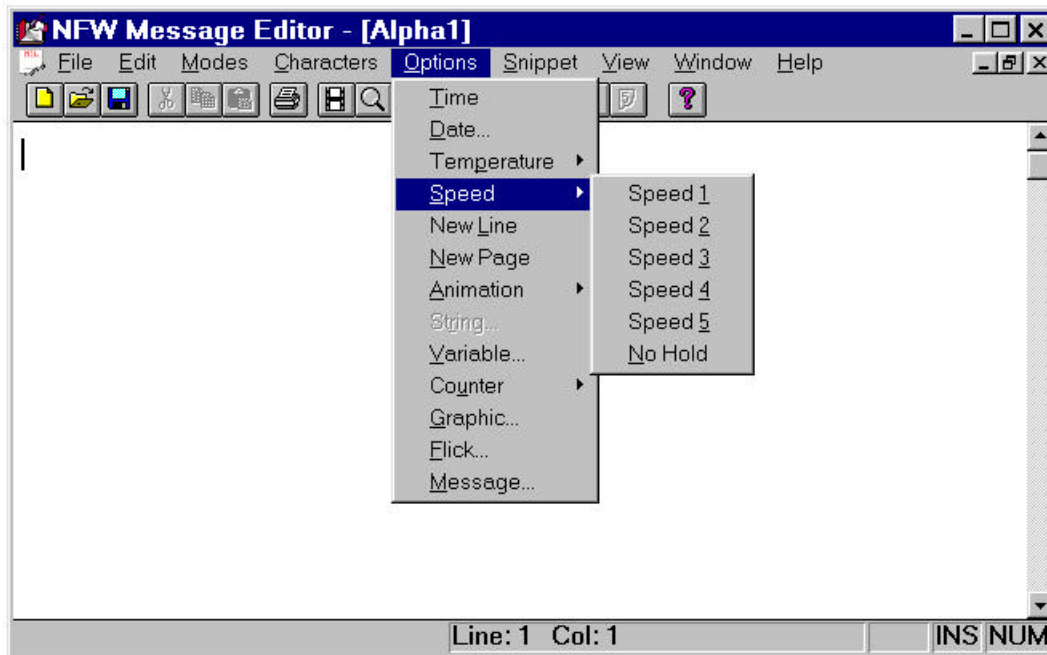 NFW Message Editor - [Alpha1]
File Edit Modes Characters Options Snippet View Window Help
Time
Date...
Temperature
Speed
New Line
New Page
Animation
String...
Variable...
Counter
Graphic...
Flick...
Message...
Speed 1
Speed 2
Speed 3
Speed 4
Speed 5
No Hold
Line: 1 Col: 1
INS NUM